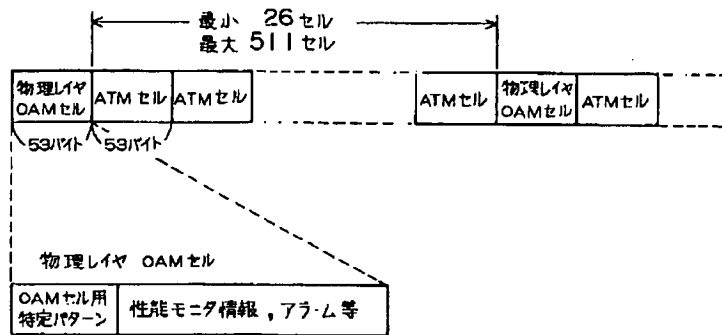 最小 26セル
最大 511セル
物理レイヤ
OAMセル
ATMセル
ATMセル
ATMセル
物理レイヤ
OAMセル
ATMセル
53バイト
53バイト
物理レイヤ OAMセル
OAMセル用
特定パターン
性能モニタ情報，アラーム等